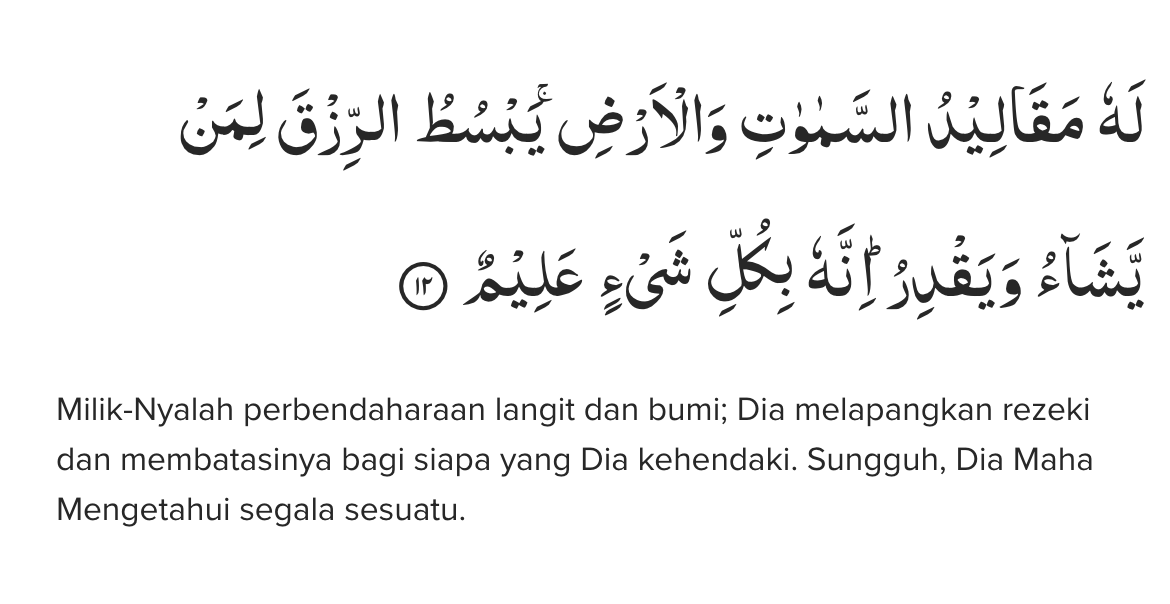 لَهٗ مَقَالِيْدُ السَّمٰوٰتِ وَالْاَرْضِۚ يَبْسُطُ الرِّزْقَ لِمَنْ
يَّشَاۤءُ وَيَقْدِرُ ۗاِنَّهٗ بِكُلِّ شَيْءٍ عَلِيْمٌ ١٢
Milik-Nyalah perbendaharaan langit dan bumi; Dia melapangkan rezeki
dan membatasinya bagi siapa yang Dia kehendaki. Sungguh, Dia Maha
Mengetahui segala sesuatu.